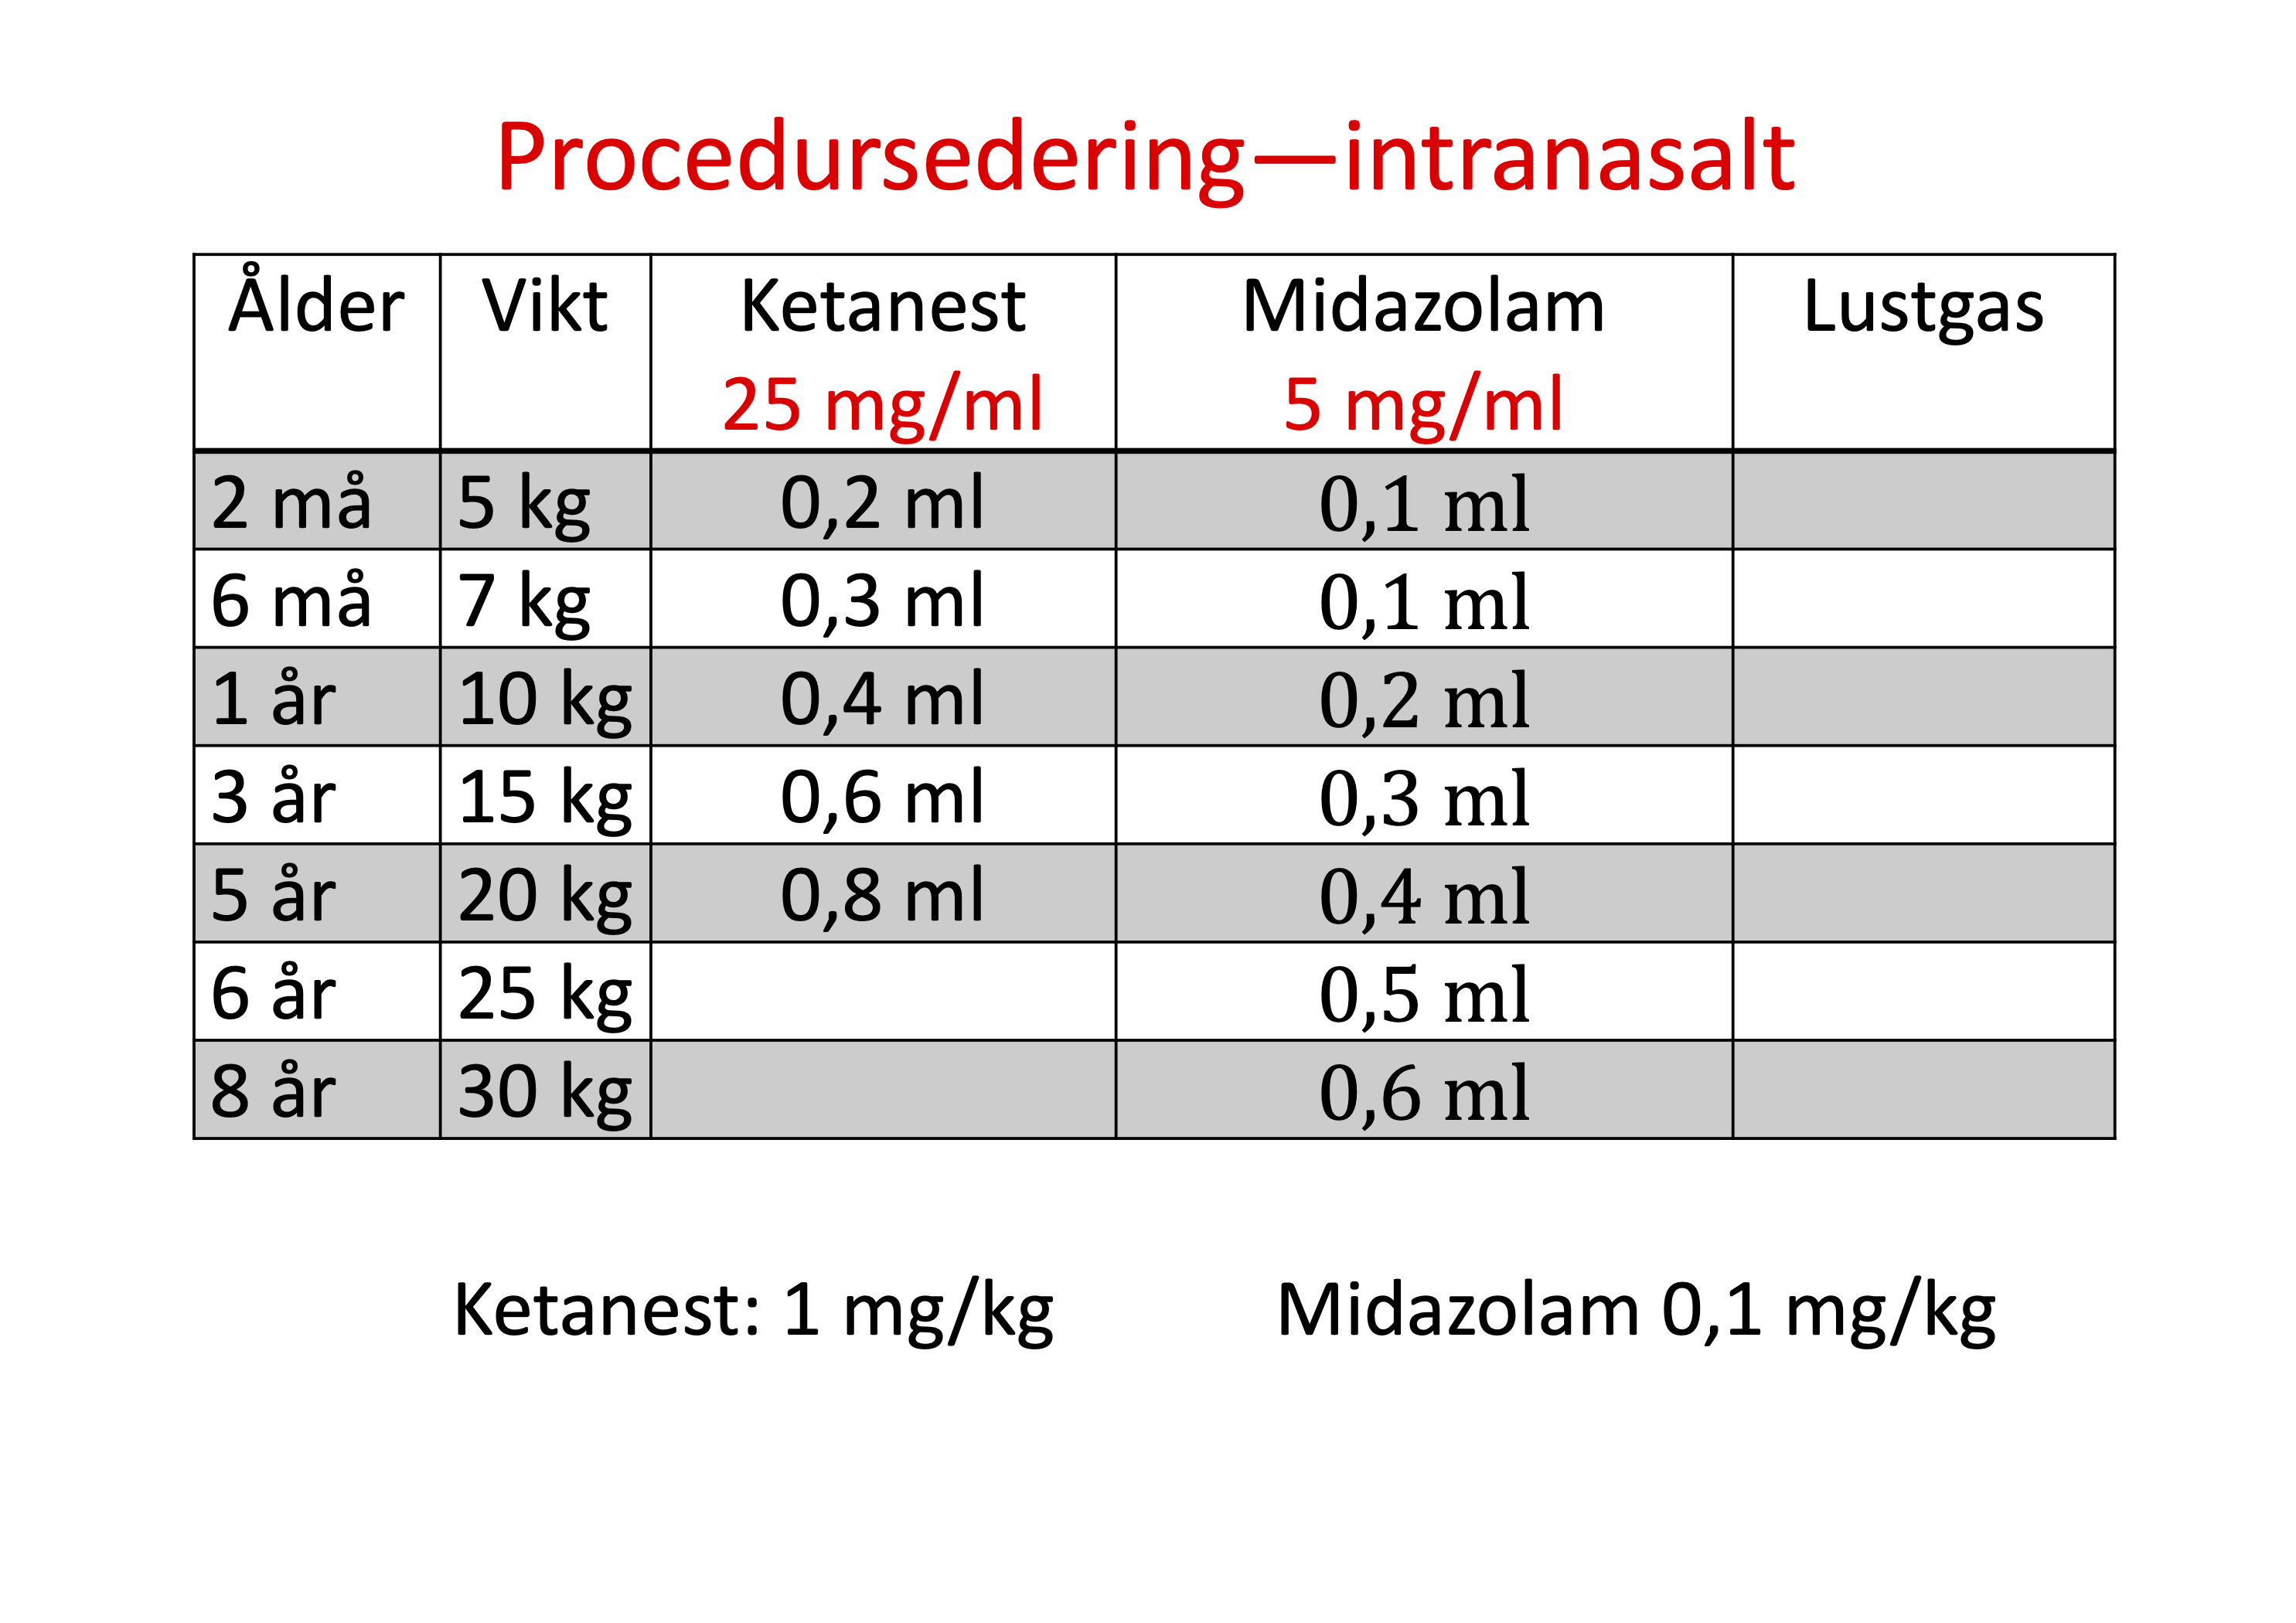 Procedursedering—intranasalt
Ålder Vikt Ketanest Midazolam Lustgas
25 mg/ml 5 mg/ml
2 må 5 kg 0,2 ml 0,1 ml
6 må 7 kg 0,3 ml 0,1 ml
1 år 10 kg 0,4 ml 0,2 ml
3 år 15 kg 0,6 ml 0,3 ml
5 år 20 kg 0,8 ml 0,4 ml
6 år 25 kg 0,5 ml
8 år 30 kg 0,6 ml
Ketanest: 1 mg/kg Midazolam 0,1 mg/kg